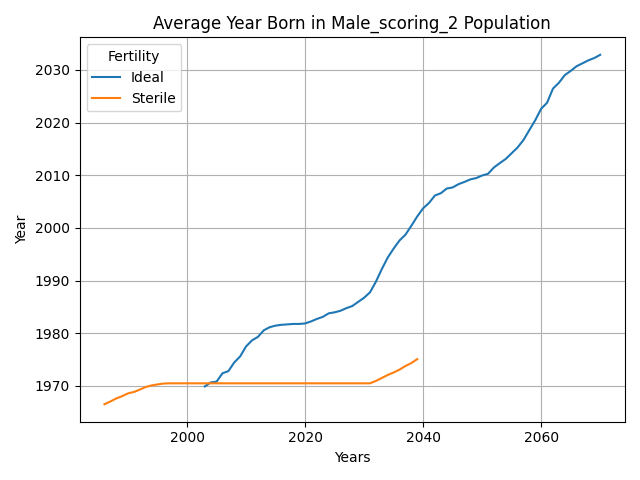 Average Year Born in Male_scoring_2 Population
Fertility
Ideal
Sterile
Year
2030
2020
2010
2000
1990
1980
1970
2000
2020
2040
2060
Years